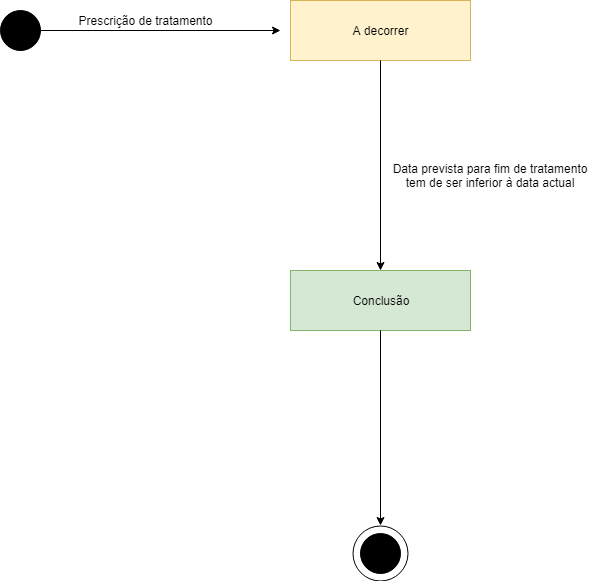 Prescrição de tratamento
A decorrer
Data prevista para fim de tratamento
tem de ser inferior à data actual
Conclusão